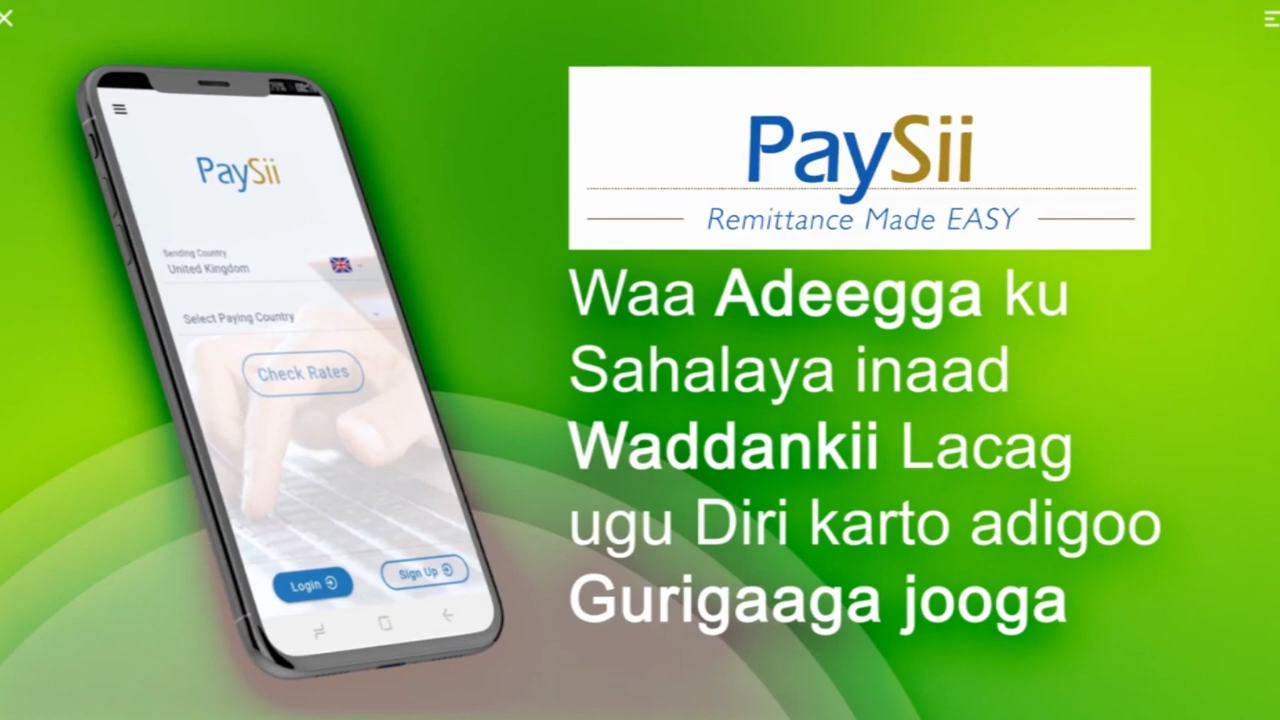 PaySii
Sending Country
United Kingdom
Select Paying Country
Check Rates
Login
Sign Up
PaySii
Remittance Made EASY
Waa Adeegga ku
Sahalaya inaad
Waddankii Lacag
ugu Diri karto adigoo
Gurigaaga jooga